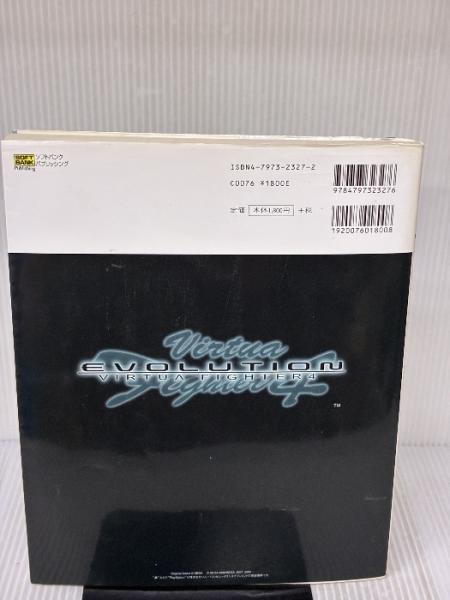 SOFT
BANK
Publishing
ソフトバンク
パブリッシング
ISBN4-7973-2327-2
C0076 ¥1800E
定価 本体1,800円 +税
9784797323276
1920076018008
Virtua
EVOLUTION
VIRTUA FIGHTER 4
Fighter 4
TM